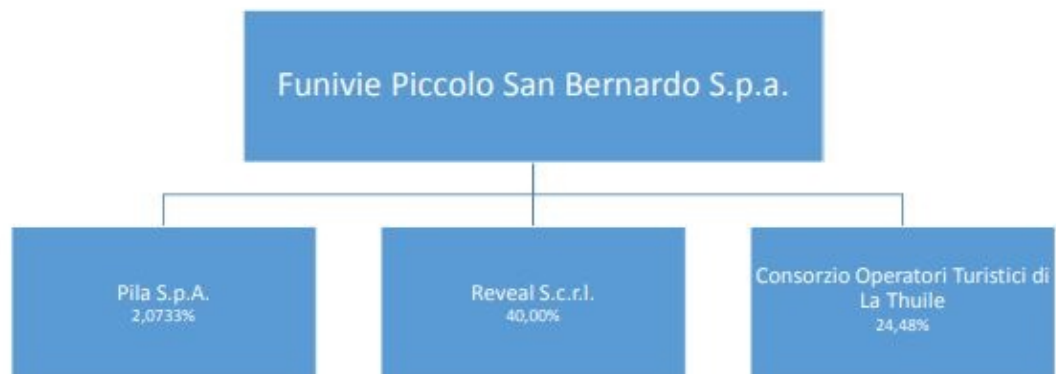 Funivie Piccolo San Bernardo S.p.a.
Pila S.p.A.
2,0733%
Reveal S.c.r.l.
40,00%
Consorzio Operatori Turistici di
La Thuile
24,48%